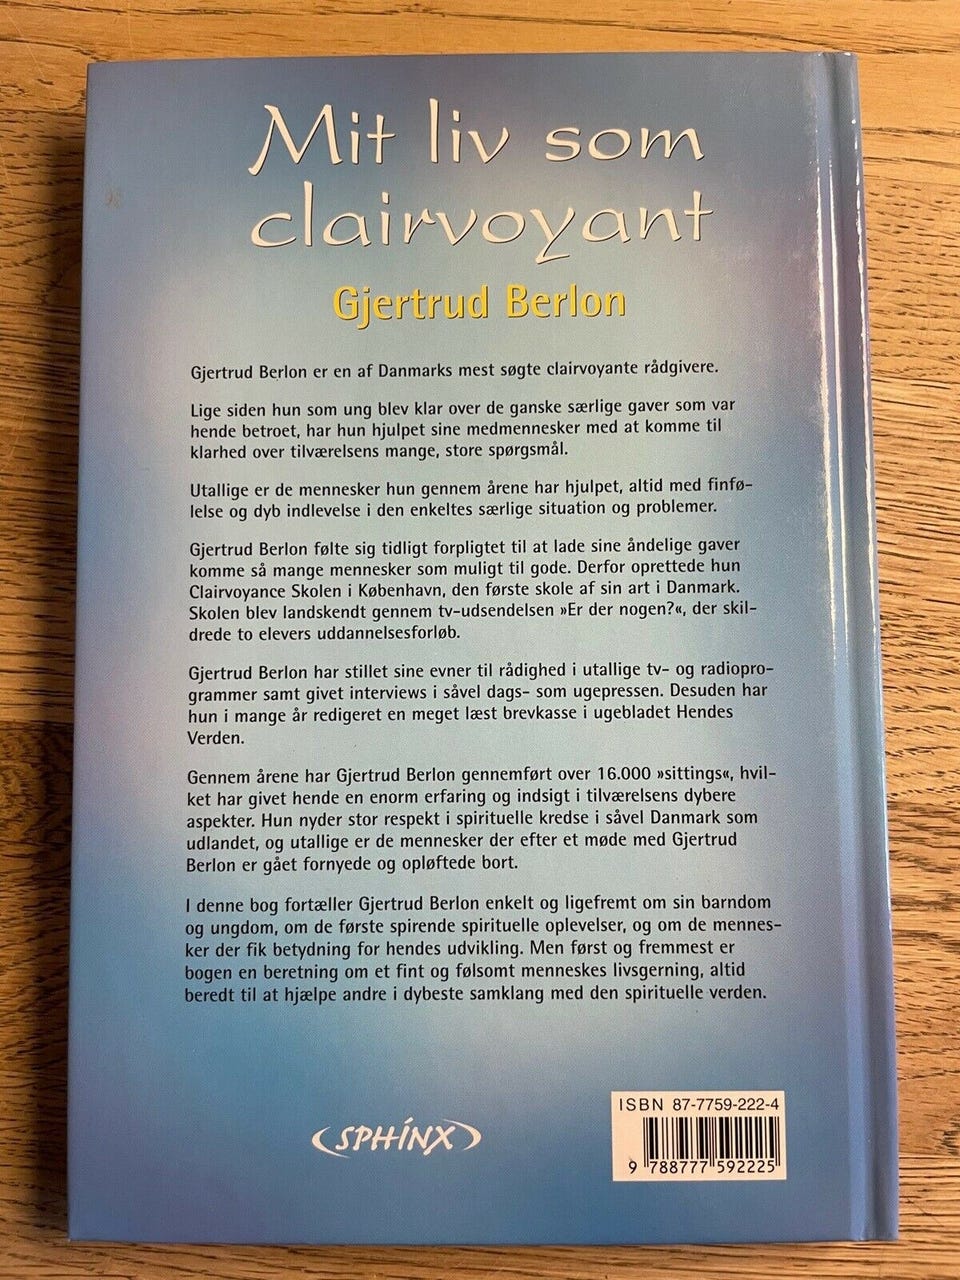 Mit liv som
clairvoyant
Gjertrud Berlon
Gjertrud Berlon er en af Danmarks mest søgte clairvoyante rådgivere.
Lige siden hun som ung blev klar over de ganske særlige gaver som var
hende betroet, har hun hjulpet sine medmennesker med at komme til
klarhed over tilværelsens mange, store spørgsmål.
Utallige er de mennesker hun gennem årene har hjulpet, altid med finfø-
lelse og dyb indlevelse i den enkeltes særlige situation og problemer.
Gjertrud Berlon følte sig tidligt forpligtet til at lade sine åndelige gaver
komme så mange mennesker som muligt til gode. Derfor oprettede hun
Clairvoyance Skolen i København, den første skole af sin art i Danmark.
Skolen blev landskendt gennem tv-udsendelsen »Er der nogen?«, der skil-
drede to elevers uddannelsesforløb.
Gjertrud Berlon har stillet sine evner til rådighed i utallige tv- og radiopro-
grammer samt givet interviews i såvel dags- som ugepressen. Desuden har
hun i mange år redigeret en meget læst brevkasse i ugebladet Hendes
Verden.
Gennem årene har Gjertrud Berlon gennemført over 16.000 »sittings«, hvil-
ket har givet hende en enorm erfaring og indsigt i tilværelsens dybere
aspekter. Hun nyder stor respekt i spirituelle kredse i såvel Danmark som
udlandet, og utallige er de mennesker der efter et møde med Gjertrud
Berlon er gået fornyede og opløftede bort.
I denne bog fortæller Gjertrud Berlon enkelt og ligefremt om sin barndom
og ungdom, om de første spirende spirituelle oplevelser, og om de mennes-
ker der fik betydning for hendes udvikling. Men først og fremmest er
bogen en beretning om et fint og følsomt menneskes livsgerning, altid
beredt til at hjælpe andre i dybeste samklang med den spirituelle verden.
SPHÍNX
ISBN 87-7759-222-4
9 788777 592225